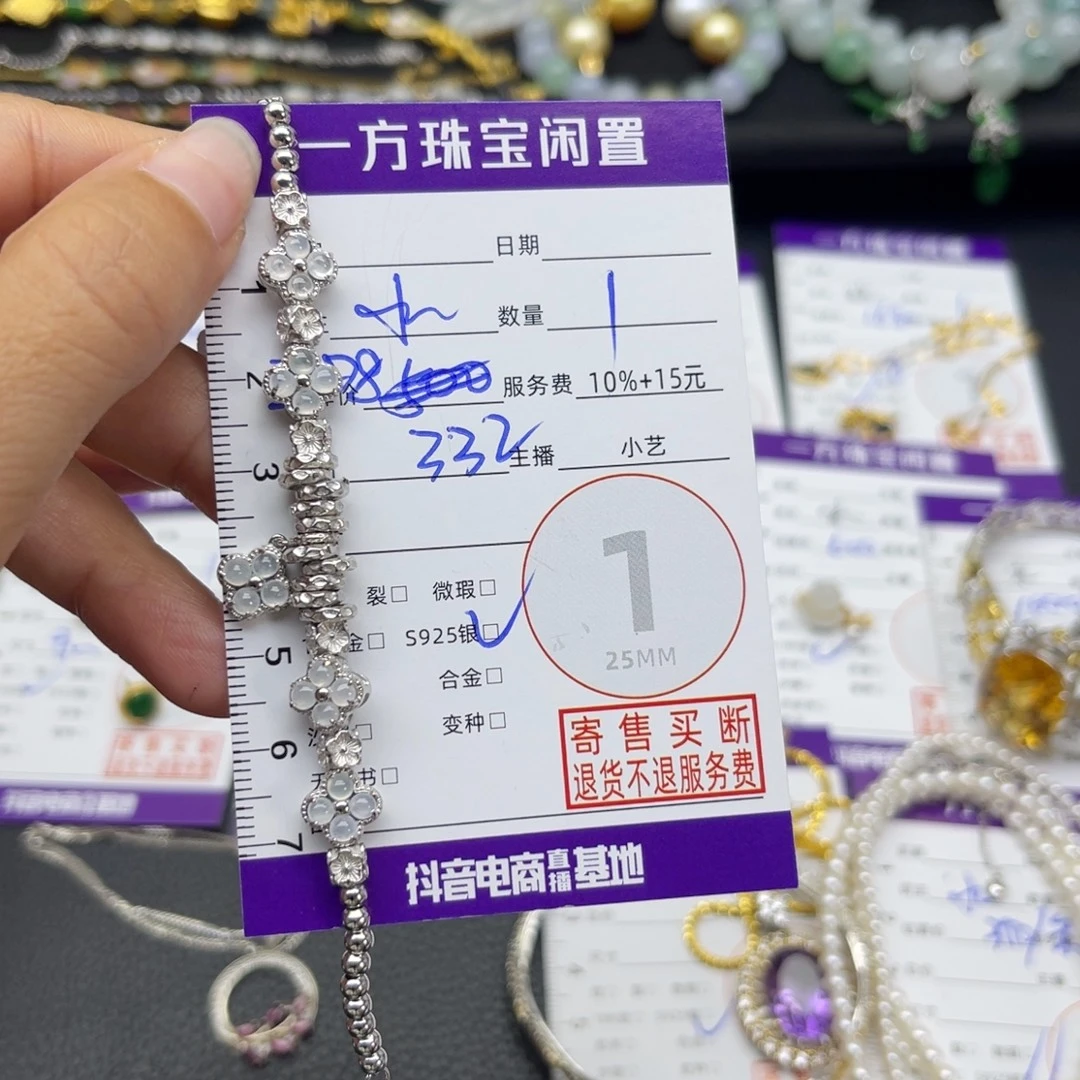 一方珠宝闲置
日期
1
数量 1
2
价 服务费 10%+15元
332
3
主播 小艺
裂□ 微瑕□
金□ S925银□
5
合金□
变种□
6
书□
7
1
25MM
寄售买断
退货不退服务费
抖音电商直播基地